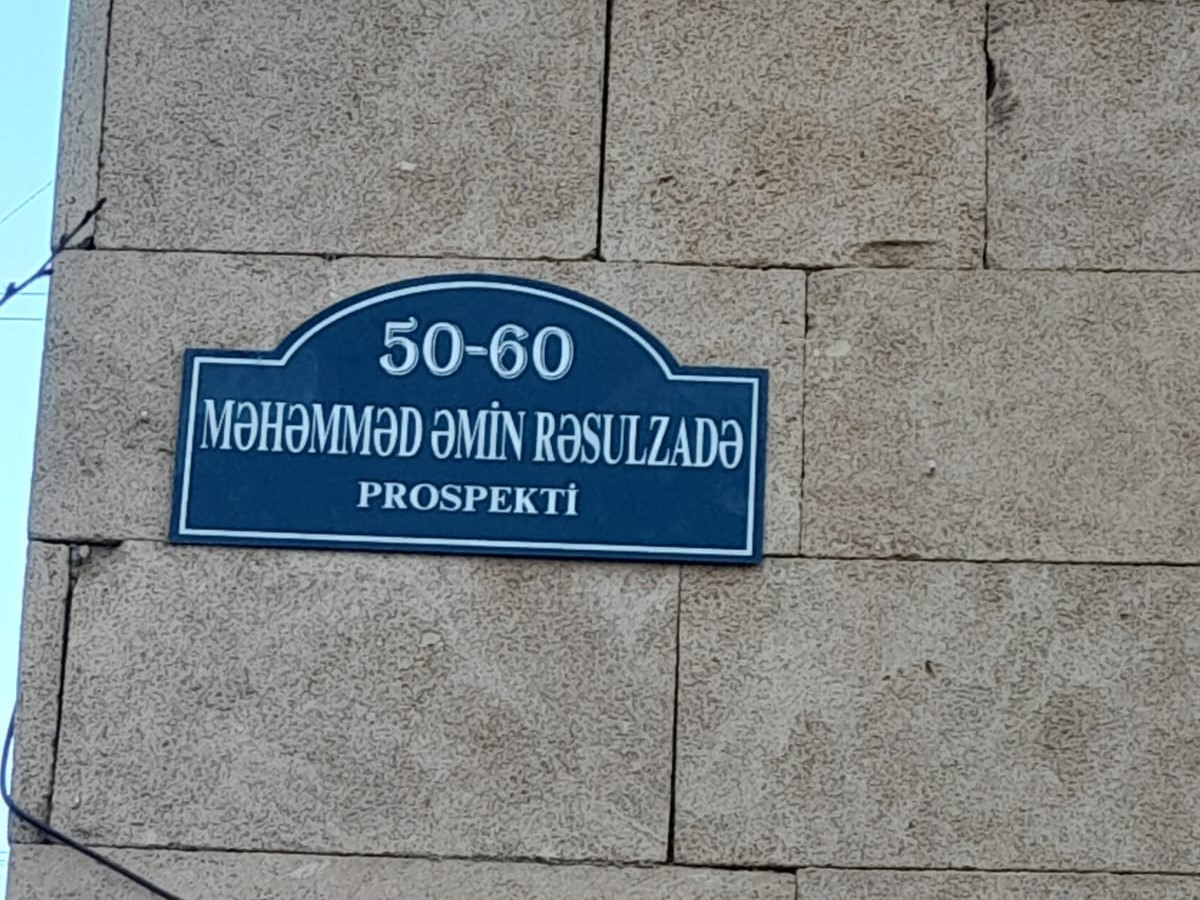 50-60
MƏHƏMMƏD ƏMİN RƏSULZADƏ
PROSPEKTİ